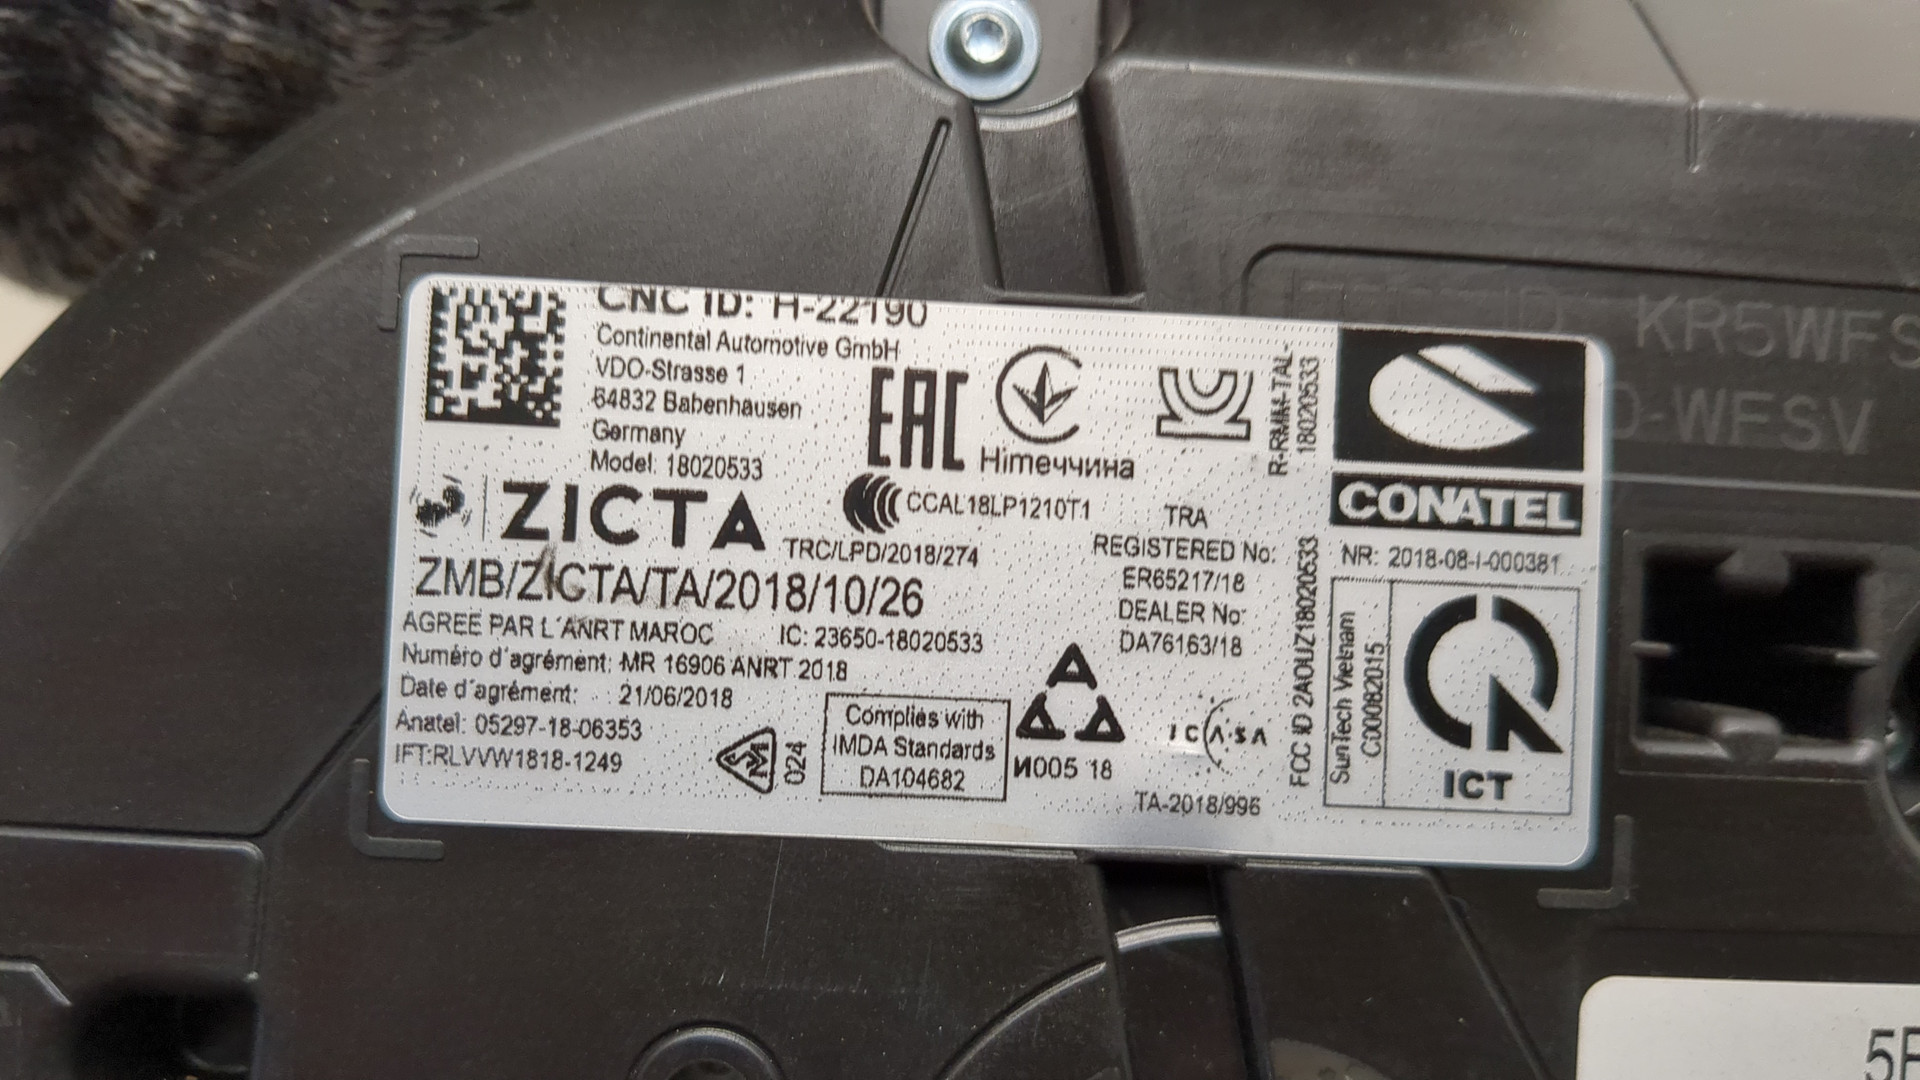 CNC ID: H-22190
Continental Automotive GmbH
VDO-Strasse 1
64832 Babenhausen
Germany
Model: 18020533
EAC
Німеччина
R-RMM-TAL-
18020533
CONATEL
NR: 2018-08-I-000381
ZICTA
CCAL18LP1210T1
TRC/LPD/2018/274
ZMB/ZICTA/TA/2018/10/26
TRA
REGISTERED No:
ER65217/18
DEALER No:
DA76163/18
AGREE PAR L'ANRT MAROC
IC: 23650-18020533
Numéro d'agrément: MR 16906 ANRT 2018
Date d'agrément: 21/06/2018
Anatel: 05297-18-06353
IFT:RLVVW1818-1249
024
Complies with
IMDA Standards
DA104682
И005 18
ICASA
TA-2018/996
FCC ID 2AOUZ18020533
SunTech Vietnam
C00082015
ICT
KR5WFS
D-WFSV